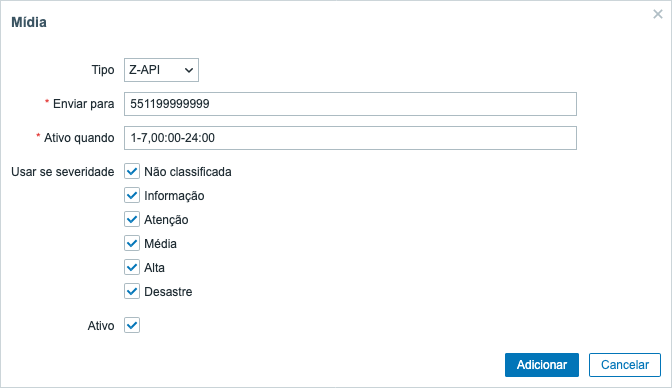 Mídia
Tipo Z-API
* Enviar para 551199999999
* Ativo quando 1-7,00:00-24:00
Usar se severidade Não classificada
Informação
Atenção
Média
Alta
Desastre
Ativo
Adicionar Cancelar